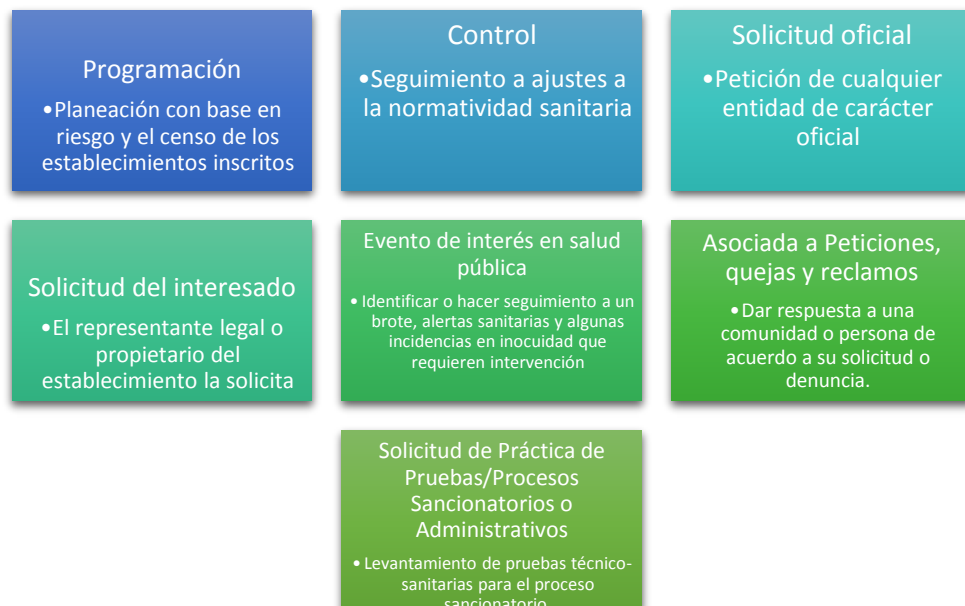 Programación
•Planeación con base en
riesgo y el censo de los
establecimientos inscritos
Control
•Seguimiento a ajustes a
la normatividad sanitaria
Solicitud oficial
•Petición de cualquier
entidad de carácter
oficial
Solicitud del interesado
•El representante legal o
propietario del
establecimiento la solicita
Evento de interés en salud
pública
• Identificar o hacer seguimiento a un
brote, alertas sanitarias y algunas
incidencias en inocuidad que
requieren intervención
Asociada a Peticiones,
quejas y reclamos
•Dar respuesta a una
comunidad o persona de
acuerdo a su solicitud o
denuncia.
Solicitud de Práctica de
Pruebas/Procesos
Sancionatorios o
Administrativos
• Levantamiento de pruebas técnico-
sanitarias para el proceso
sancionatorio